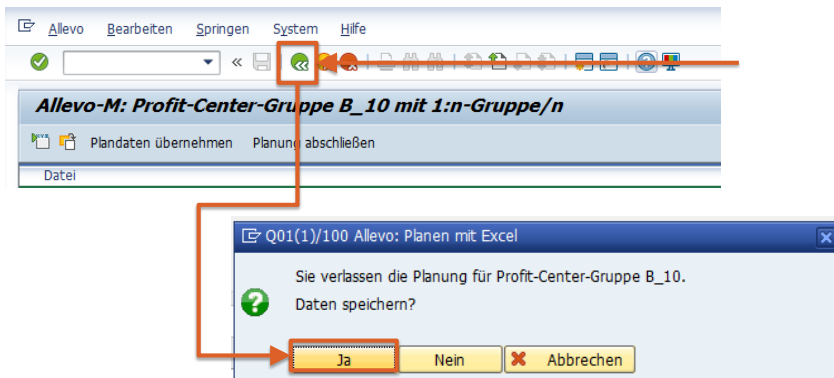 Allevo Bearbeiten Springen System Hilfe
Allevo-M: Profit-Center-Gruppe B_10 mit 1:n-Gruppe/n
Plandaten übernehmen Planung abschließen
Datei
Q01(1)/100 Allevo: Planen mit Excel
Sie verlassen die Planung für Profit-Center-Gruppe B_10.
Daten speichern?
Ja Nein Abbrechen